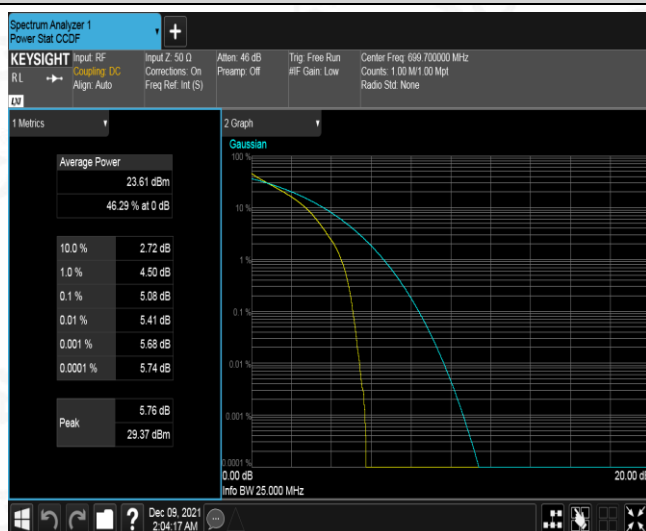 Spectrum Analyzer 1
Power Stat CCDF
+
KEYSIGHT
RL
LXI
Input: RF
Coupling: DC
Align: Auto
Input Z: 50 Ω
Corrections: On
Freq Ref: Int (S)
Atten: 46 dB
Preamp: Off
Trig: Free Run
#IF Gain: Low
Center Freq: 699.700000 MHz
Counts: 1.00 M/1.00 Mpt
Radio Std: None
1 Metrics
Average Power
23.61 dBm
46.29 % at 0 dB
10.0 % 2.72 dB
1.0 % 4.50 dB
0.1 % 5.08 dB
0.01 % 5.41 dB
0.001 % 5.68 dB
0.0001 % 5.74 dB
Peak
5.76 dB
29.37 dBm
2 Graph
Gaussian
100 %
10 %
1 %
0.1 %
0.01 %
0.001 %
0.0001 %
0.00 dB 20.00 dB
Info BW 25.000 MHz
?
Dec 09, 2021
2:04:17 AM